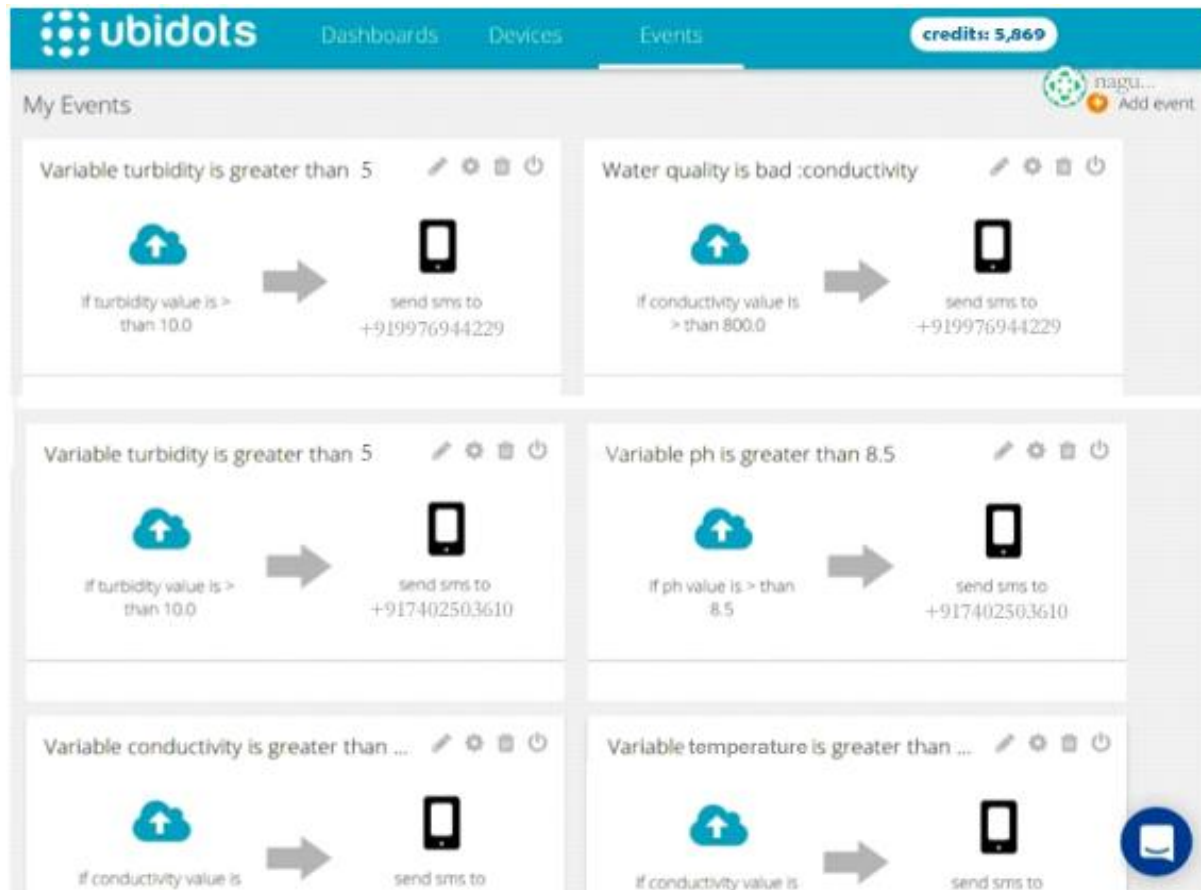 ubidots Dashboards Devices Events credits: 5,869
nagu...
My Events
Add event
Variable turbidity is greater than 5
If turbidity value is >
than 10.0
send sms to
+919976944229
Water quality is bad :conductivity
If conductivity value is
> than 800.0
send sms to
+919976944229
Variable turbidity is greater than 5
If turbidity value is >
than 10.0
send sms to
+917402503610
Variable ph is greater than 8.5
If ph value is > than
8.5
send sms to
+917402503610
Variable conductivity is greater than ...
If conductivity value is
send sms to
Variable temperature is greater than ...
If conductivity value is
send sms to